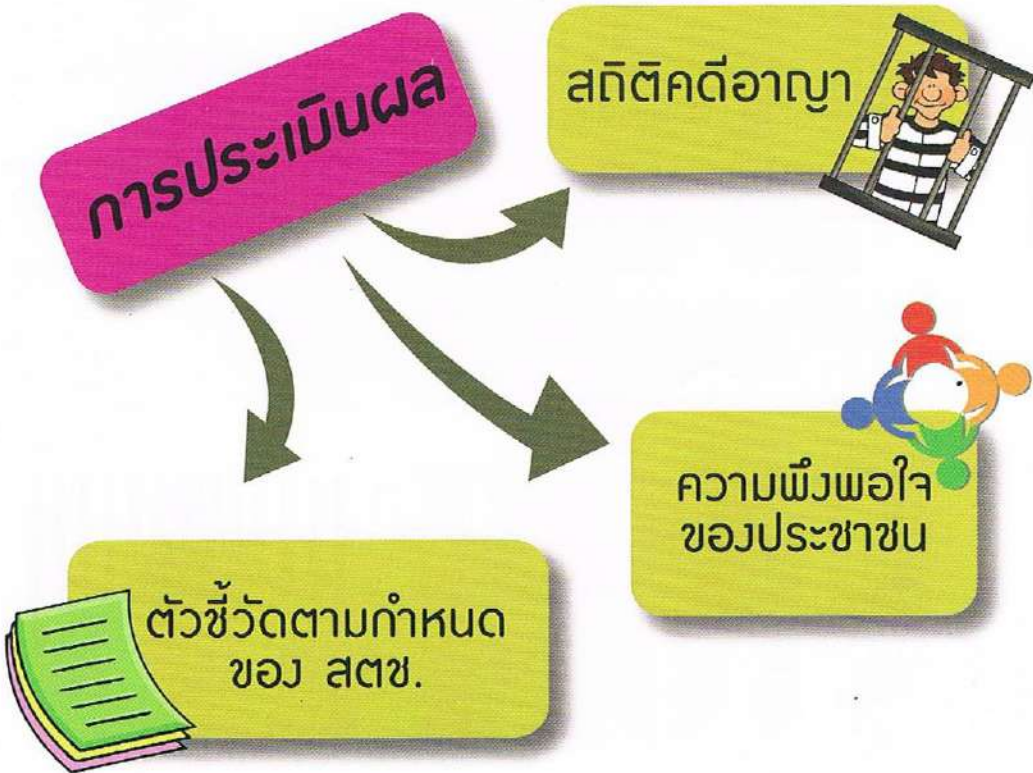 การประเมินผล
สถิติคดีอาญา
ความพึงพอใจ
ของประชาชน
ตัวชี้วัดตามกำหนด
ของ สตช.